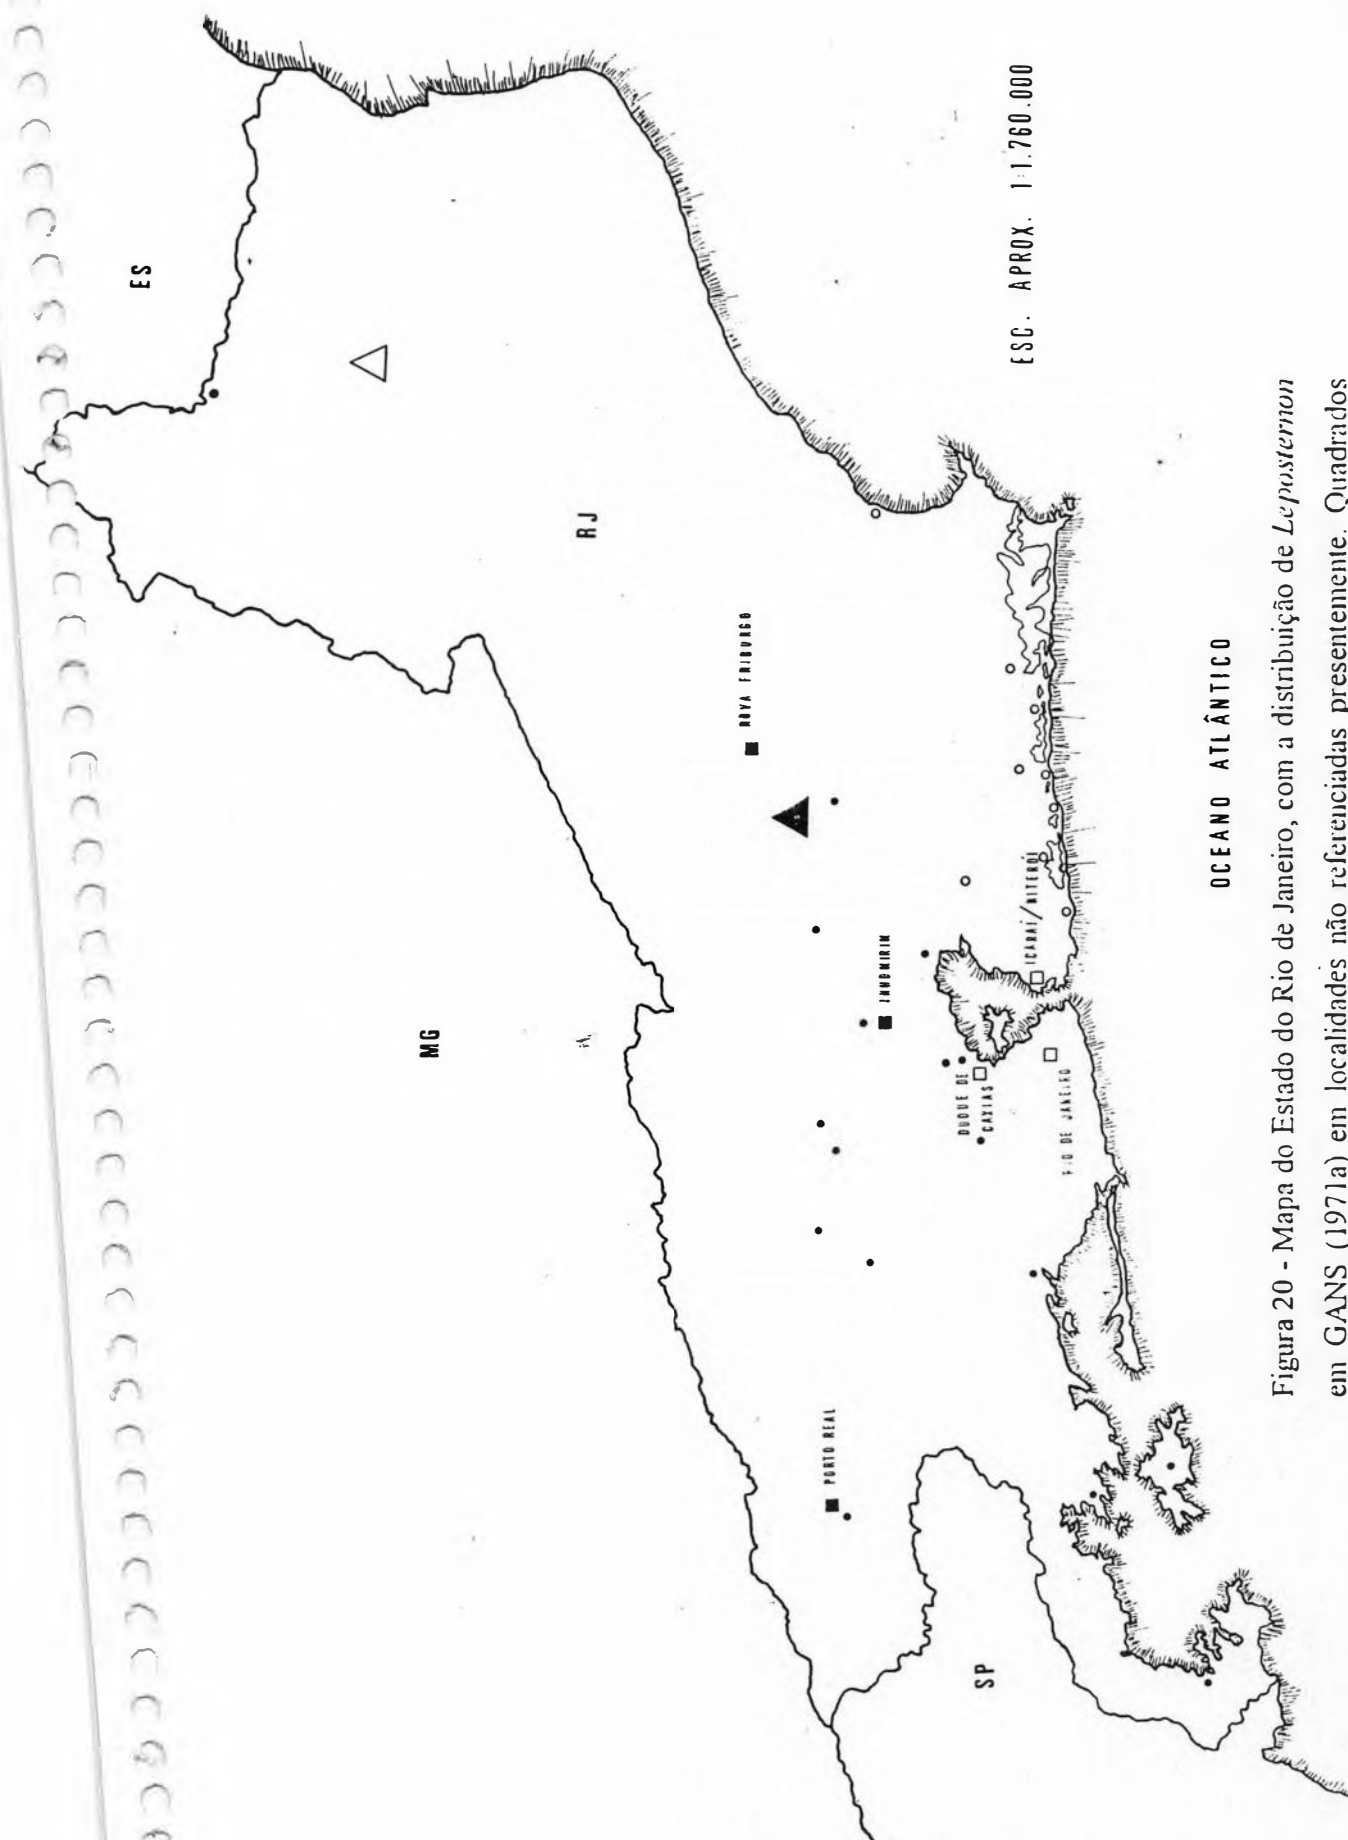 ES
MG
RJ
SP
NOVA FRIBURGO
PORTO REAL
INHOMIRIM
DUQUE DE
CAXIAS
ICARAÍ/NITERÓI
RIO DE JANEIRO
ESC. APROX. 1:1.760.000
OCEANO ATLÂNTICO
Figura 20 - Mapa do Estado do Rio de Janeiro, com a distribuição de Leposternon
em GANS (1971a) em localidades não referenciadas presentemente. Quadrados